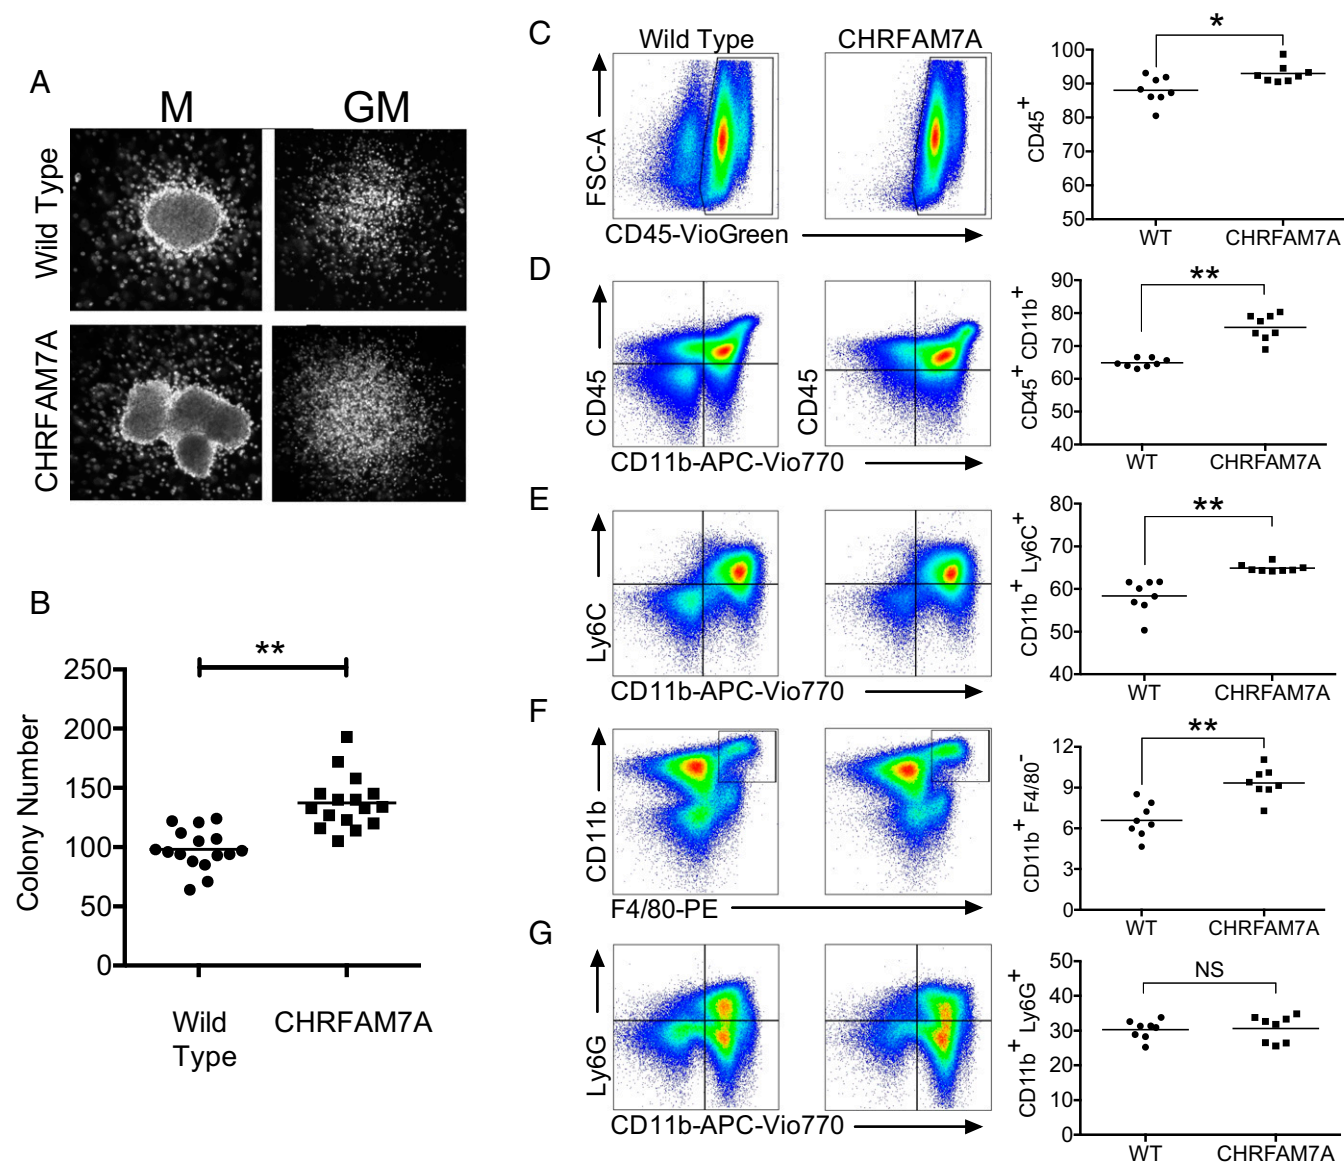 A
M
GM
Wild Type
CHRFAM7A
B
**
Colony Number
250
200
150
100
50
0
Wild
Type
CHRFAM7A
C
Wild Type
CHRFAM7A
FSC-A
CD45-VioGreen
*
CD45+
100
90
80
70
60
50
WT
CHRFAM7A
D
CD45
CD45
CD11b-APC-Vio770
**
CD45+ CD11b+
90
80
70
60
50
40
WT
CHRFAM7A
E
Ly6C
CD11b-APC-Vio770
**
CD11b+ Ly6C+
80
70
60
50
40
WT
CHRFAM7A
F
CD11b
F4/80-PE
**
CD11b+ F4/80-
12
9
6
3
0
WT
CHRFAM7A
G
Ly6G
CD11b-APC-Vio770
NS
CD11b+ Ly6G+
50
40
30
20
10
0
WT
CHRFAM7A